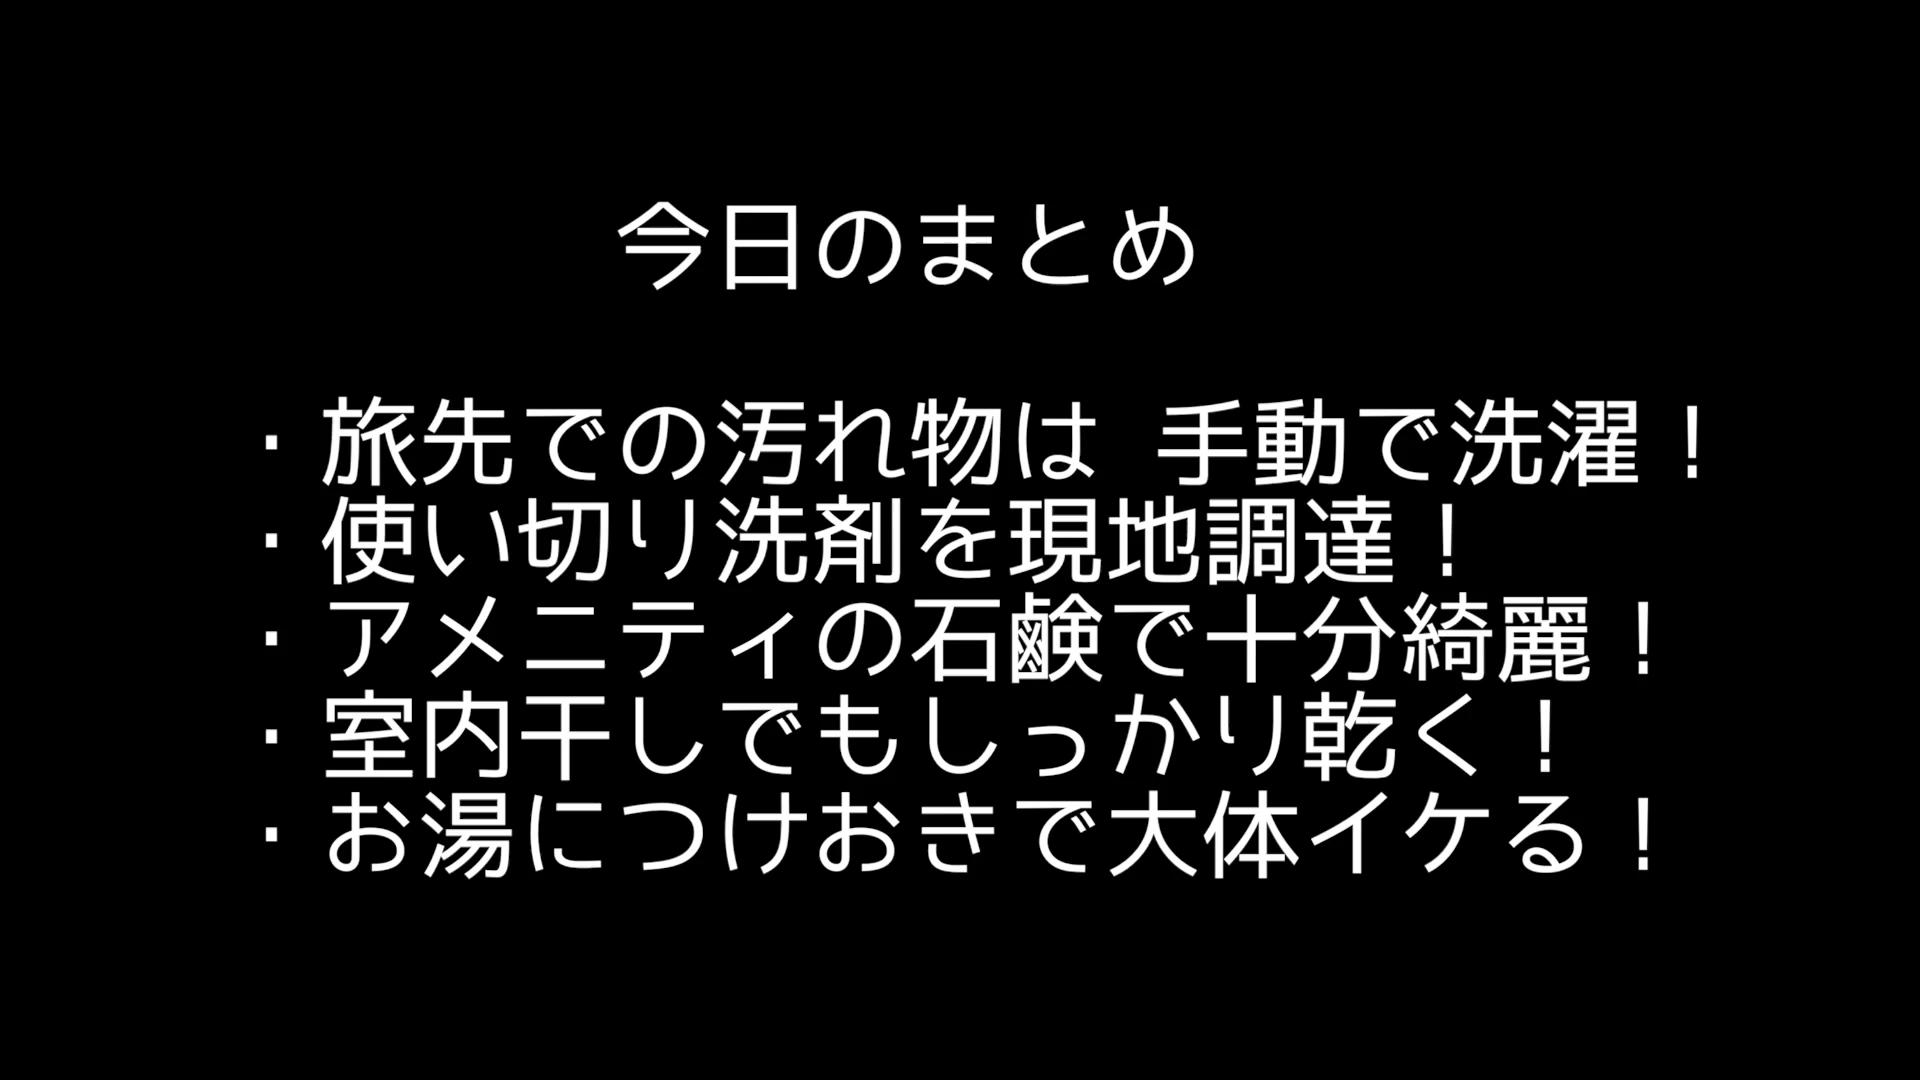 今日のまとめ
・旅先での汚れ物は 手動で洗濯！
・使い切り洗剤を現地調達！
・アメニティの石鹸で十分綺麗！
・室内干しでもしっかり乾く！
・お湯につけおきで大体イケる！